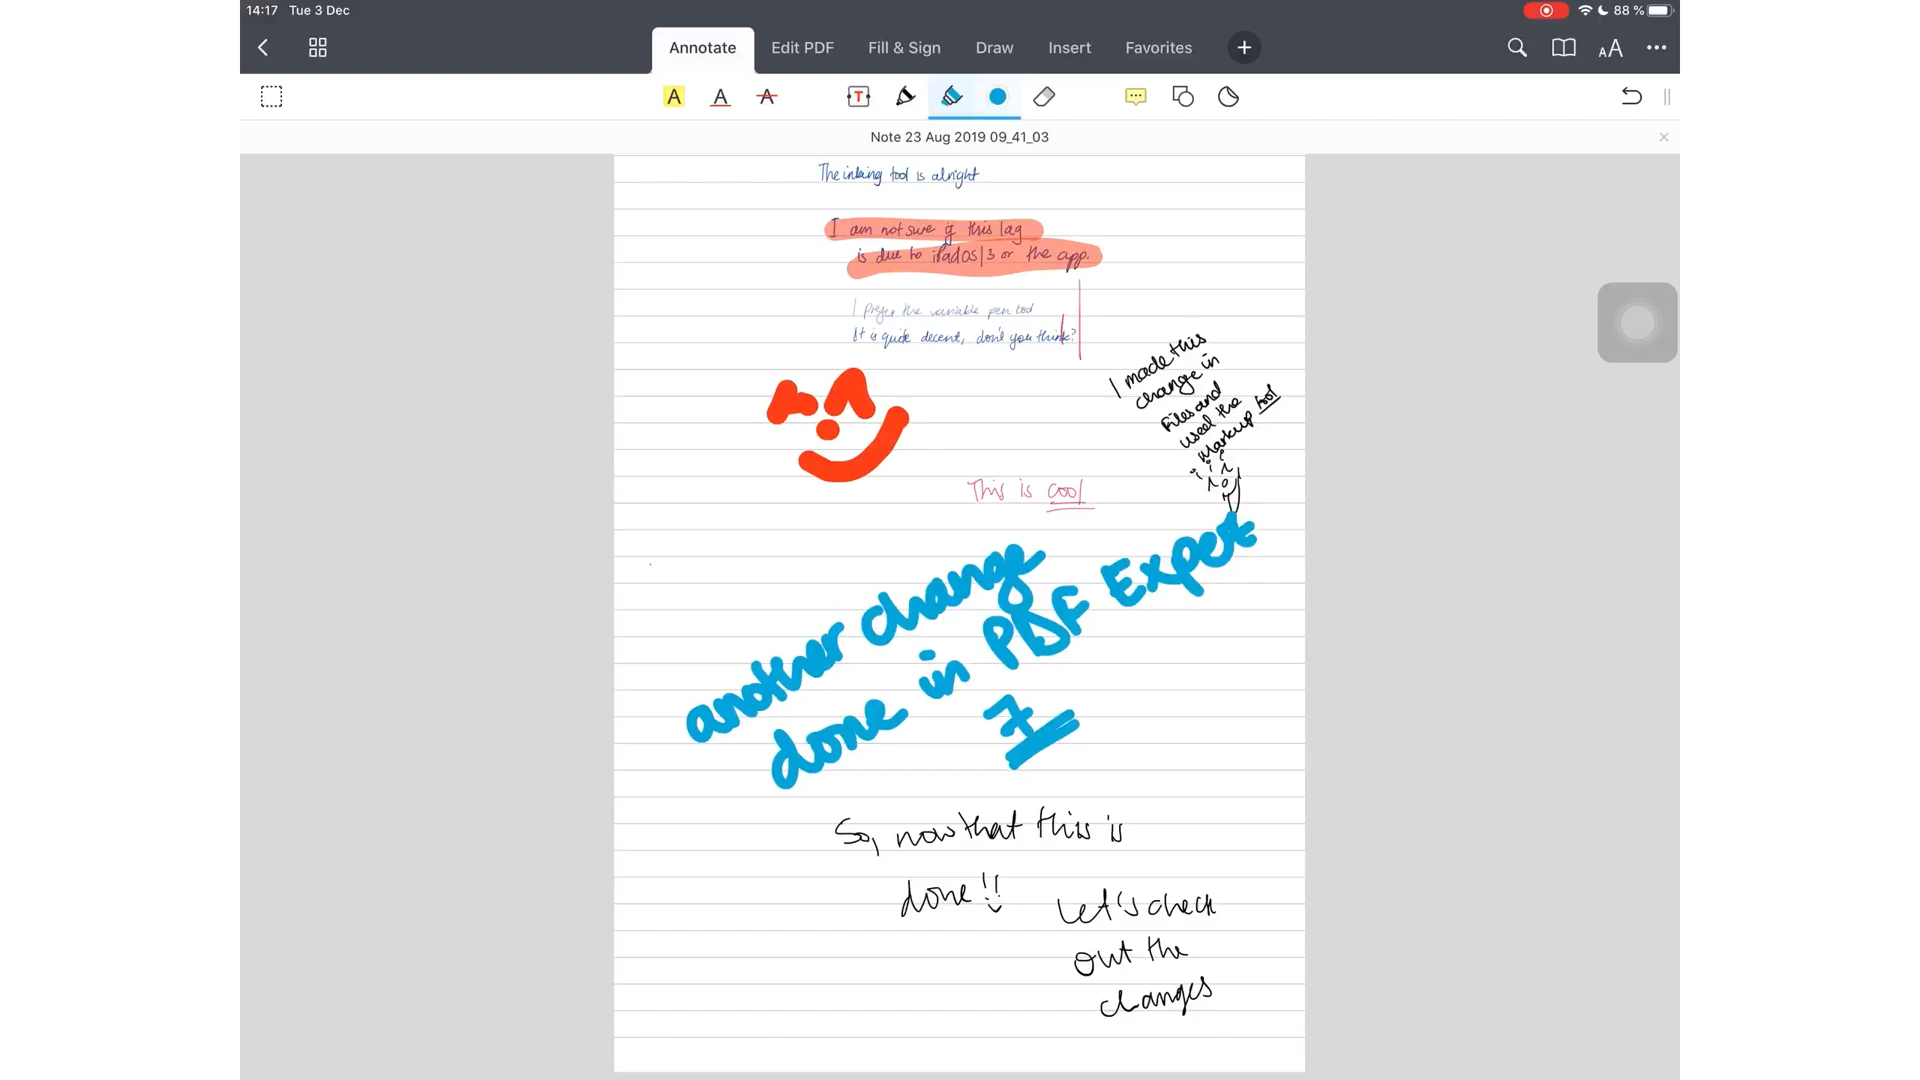 14:17 Tue 3 Dec
88 %
Annotate Edit PDF Fill & Sign Draw Insert Favorites
AA
A A A T
Note 23 Aug 2019 09_41_03
The inking tool is alright
I am not sure if this lag
is due to iPadOS13 or the app.
I prefer the variable pen tool
It is quite decent, don't you think?
I made this
change in
Files and
used the
Markup tool
This is cool
another change
done in PDF Expert
7
So, now that this is
done!!
Let's check
out the
changes